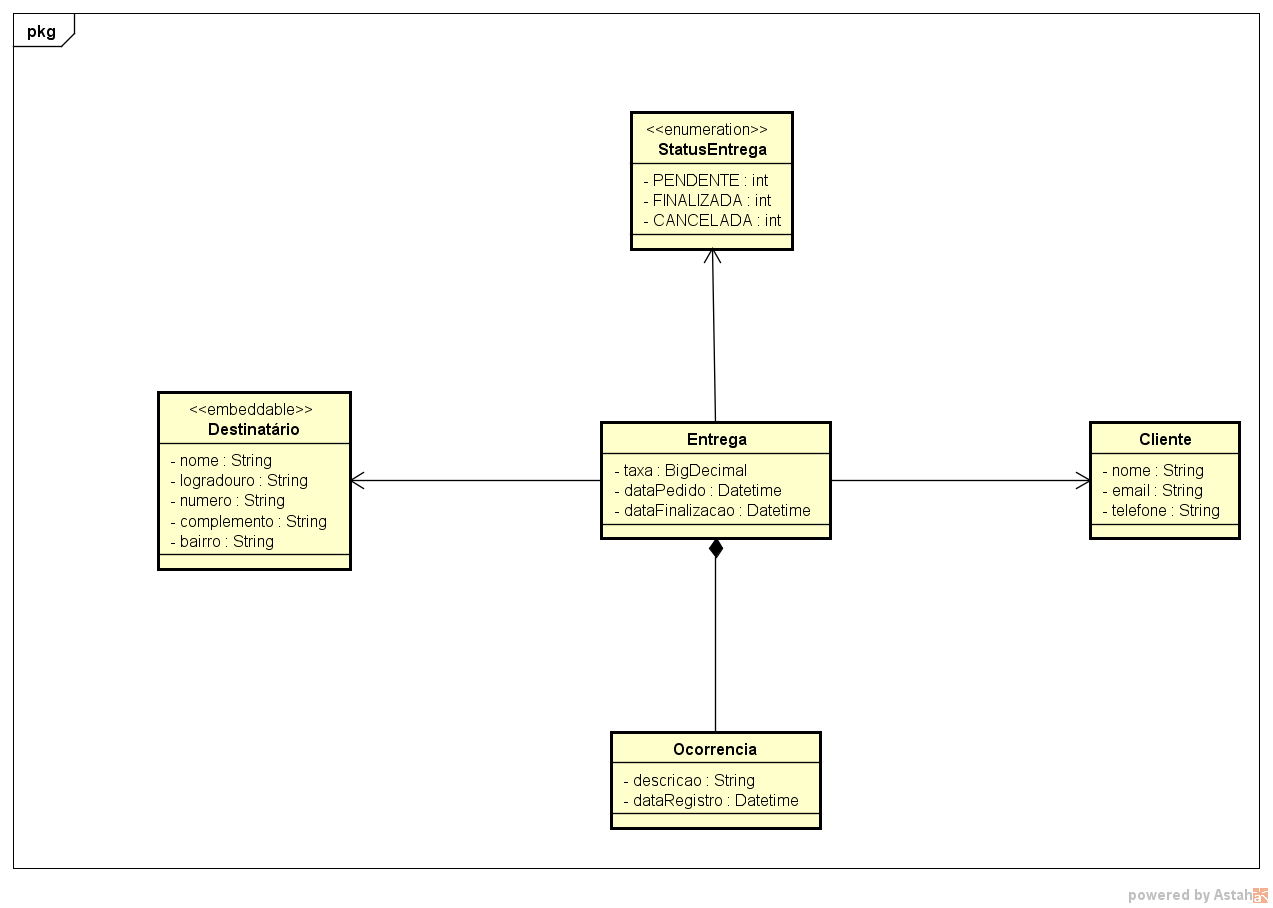 pkg
<<enumeration>>
StatusEntrega
- PENDENTE : int
- FINALIZADA : int
- CANCELADA : int
<<embeddable>>
Destinatário
- nome : String
- logradouro : String
- numero : String
- complemento : String
- bairro : String
Entrega
- taxa : BigDecimal
- dataPedido : Datetime
- dataFinalizacao : Datetime
Cliente
- nome : String
- email : String
- telefone : String
Ocorrencia
- descricao : String
- dataRegistro : Datetime
powered by Astah